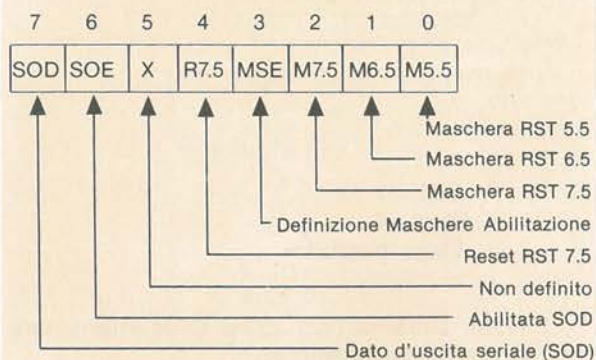 7 6 5 4 3 2 1 0
SOD SOE X R7.5 MSE M7.5 M6.5 M5.5
Maschera RST 5.5
Maschera RST 6.5
Maschera RST 7.5
Definizione Maschere Abilitazione
Reset RST 7.5
Non definito
Abilitata SOD
Dato d'uscita seriale (SOD)